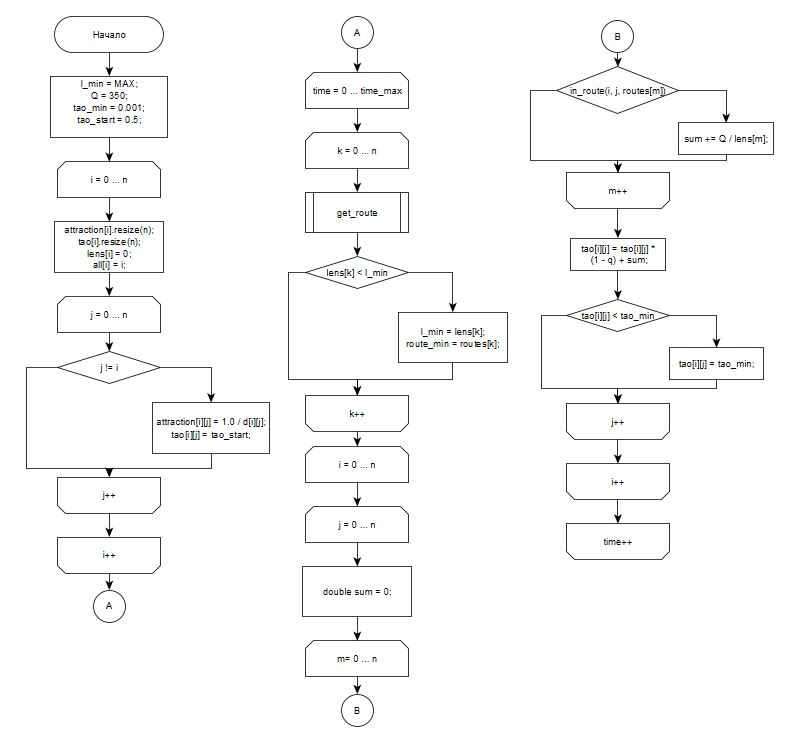 Начало
l_min = MAX;
Q = 350;
tao_min = 0.001;
tao_start = 0.5;
i = 0 ... n
attraction[i].resize(n);
tao[i].resize(n);
lens[i] = 0;
all[i] = i;
j = 0 ... n
j != i
attraction[i][j] = 1.0 / d[i][j];
tao[i][j] = tao_start;
j++
i++
A
A
time = 0 ... time_max
k = 0 ... n
get_route
lens[k] < l_min
l_min = lens[k];
route_min = routes[k];
k++
i = 0 ... n
j = 0 ... n
double sum = 0;
m= 0 ... n
B
B
in_route(i, j, routes[m])
sum += Q / lens[m];
m++
tao[i][j] = tao[i][j] *
(1 - q) + sum;
tao[i][j] < tao_min
tao[i][j] = tao_min;
j++
i++
time++